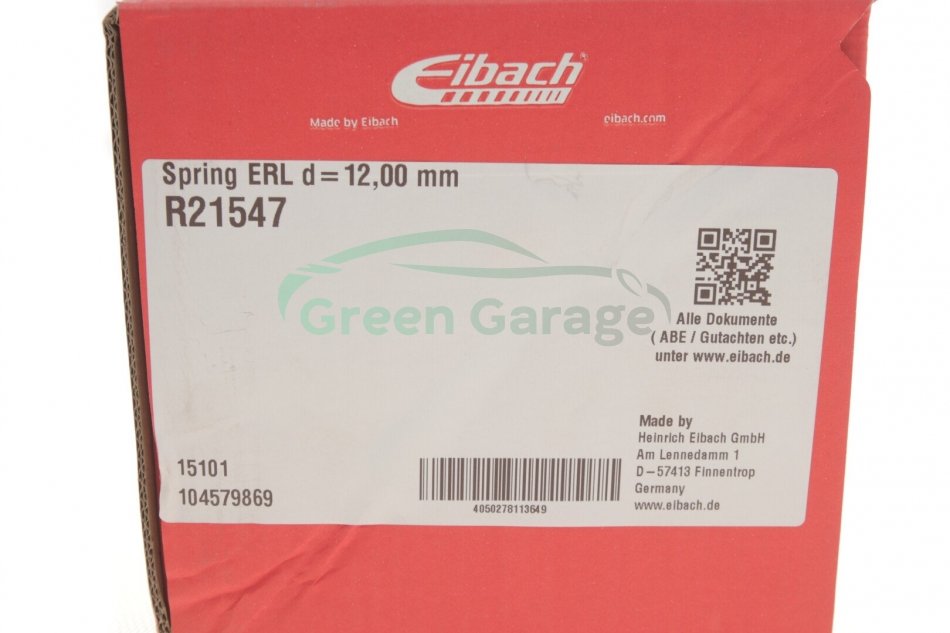 Eibach
Made by Eibach
eibach.com
Spring ERL d=12,00 mm
R21547
Green Garage
Alle Dokumente
( ABE / Gutachten etc.)
unter www.eibach.de
15101
104579869
4050278113649
Made by
Heinrich Eibach GmbH
Am Lennedamm 1
D–57413 Finnentrop
Germany
www.eibach.de